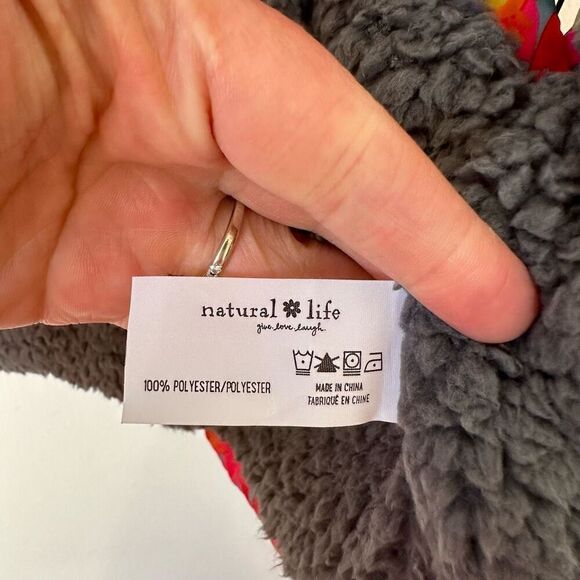 natural life
give.love.laugh.
100% POLYESTER/POLYESTER
MADE IN CHINA
FABRIQUÉ EN CHINE